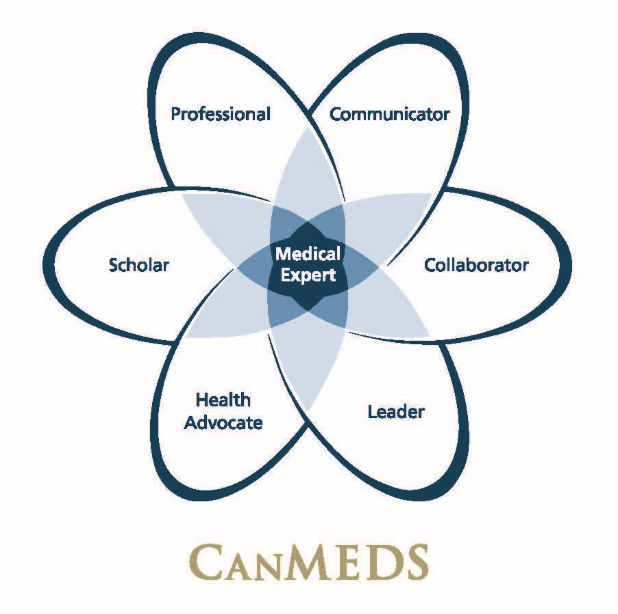 Professional
Communicator
Scholar
Medical
Expert
Collaborator
Health
Advocate
Leader
CANMEDS